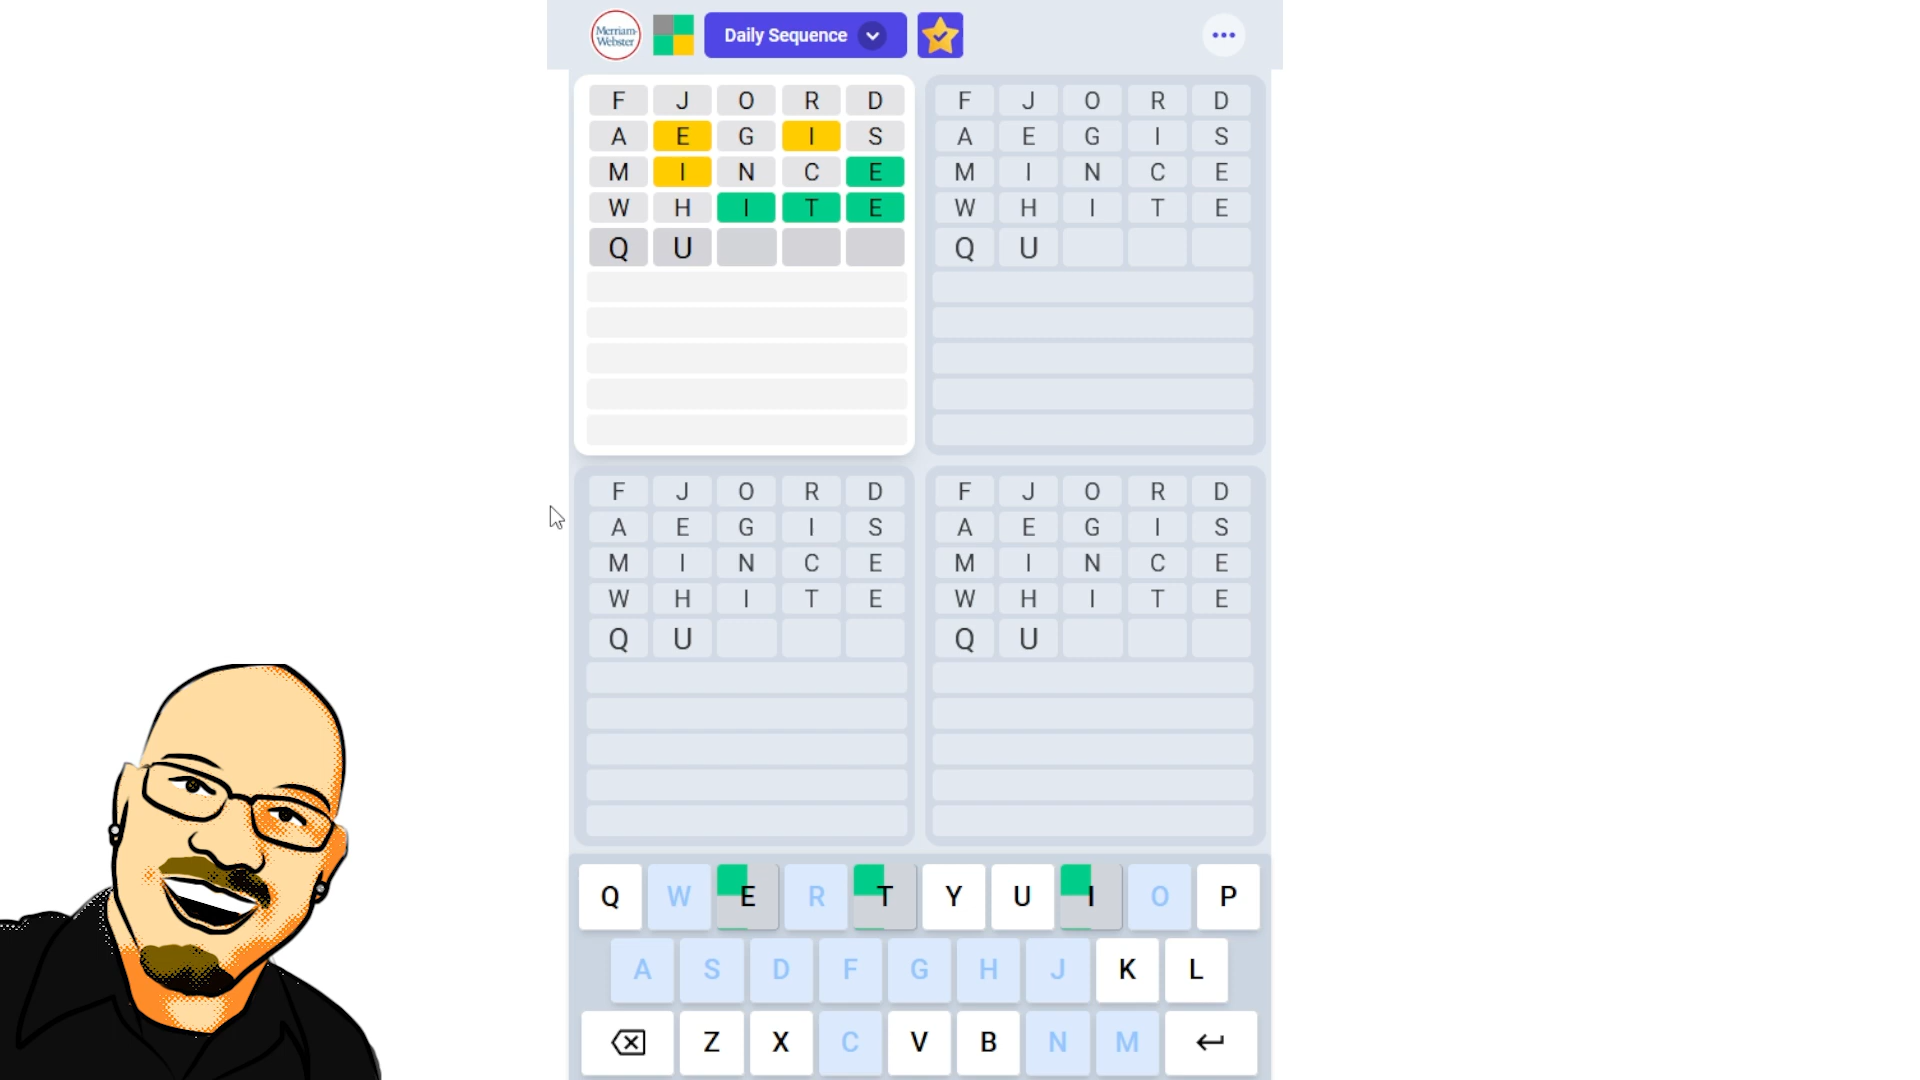 Merriam-
Webster
Daily Sequence
F J O R D
A E G I S
M I N C E
W H I T E
Q U
F J O R D
A E G I S
M I N C E
W H I T E
Q U
F J O R D
A E G I S
M I N C E
W H I T E
Q U
F J O R D
A E G I S
M I N C E
W H I T E
Q U
Q W E R T Y U I O P
A S D F G H J K L
Z X C V B N M